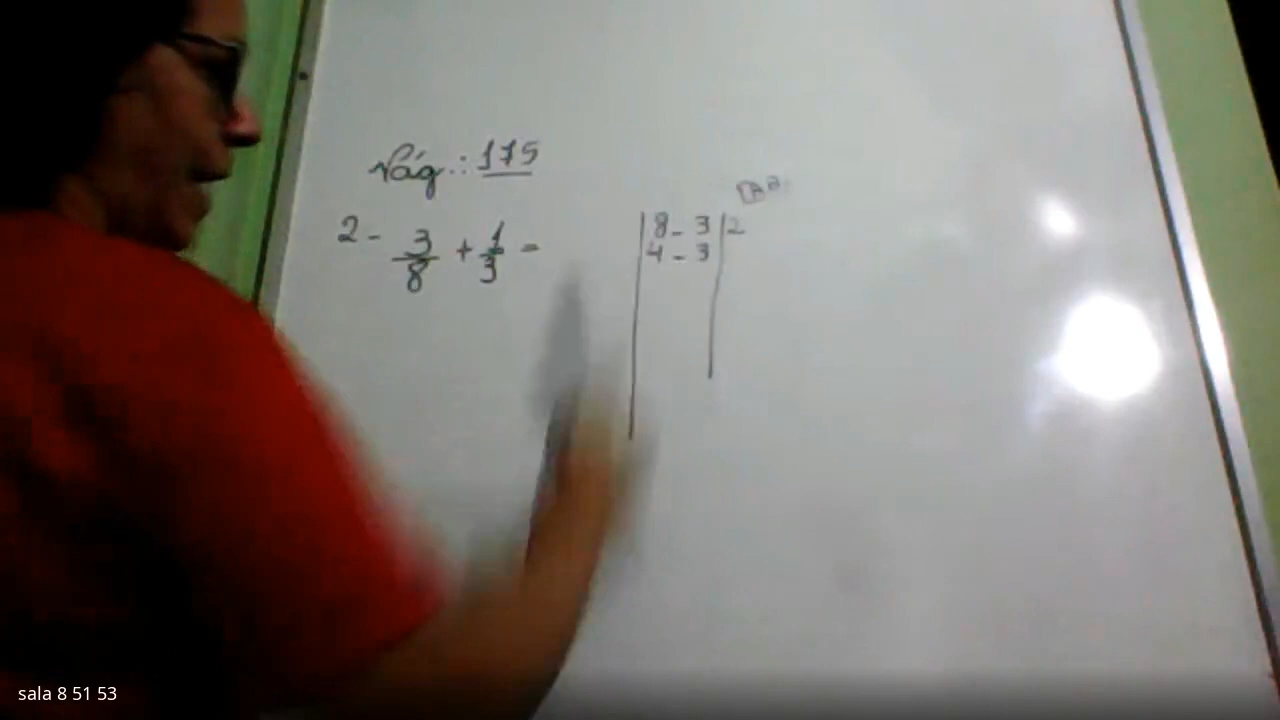 Pág.: 175
2 - 3/8 + 1/3 =
8 - 3 | 2
4 - 3
sala 8 51 53